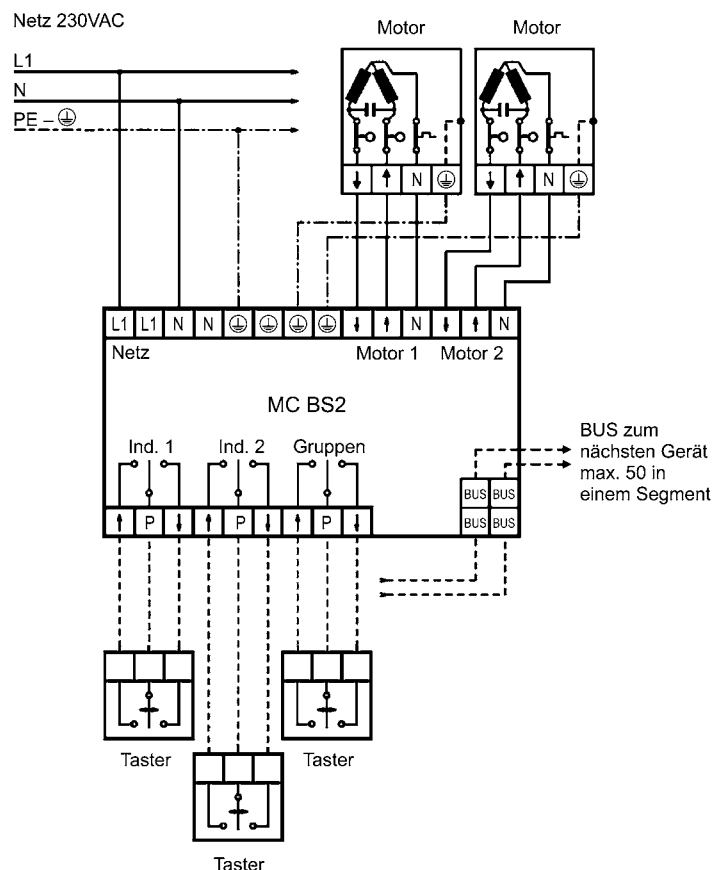 Netz 230VAC
Motor Motor
L1
N
PE –
N N
L1 L1 N N N N
Netz Motor 1 Motor 2
MC BS2
Ind. 1 Ind. 2 Gruppen
BUS zum
nächsten Gerät
max. 50 in
einem Segment
BUS BUS
BUS BUS
P P P
Taster Taster
Taster